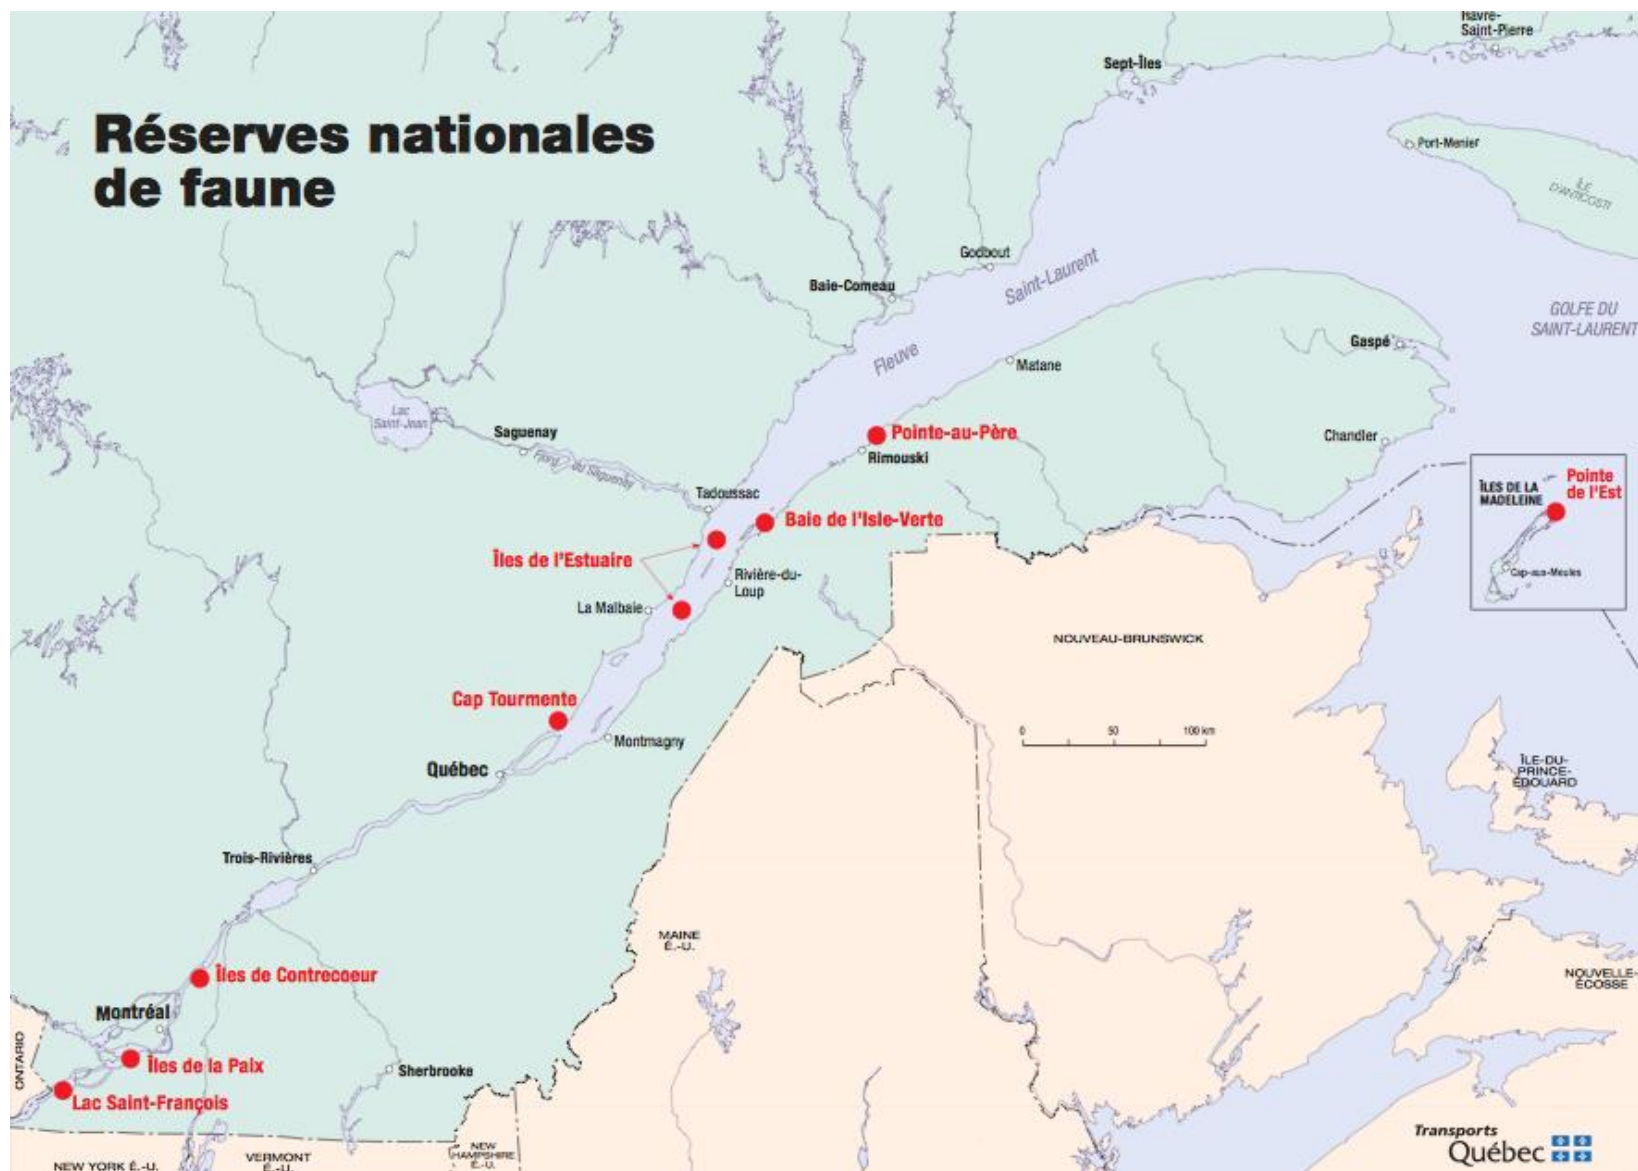 Réserves nationales
de faune
Havre-
Saint-Pierre
Sept-Îles
Port-Menier
ÎLE
D'ANTICOSTI
Godbout
Baie-Comeau
Fleuve Saint-Laurent
GOLFE DU
SAINT-LAURENT
Gaspé
Matane
Lac
Saint-Jean
Saguenay
Fjord du Saguenay
Pointe-au-Père
Rimouski
Chandler
Tadoussac
Baie de l'Isle-Verte
ÎLES DE LA
MADELEINE
Pointe
de l'Est
Cap-aux-Meules
Îles de l'Estuaire
Rivière-du-
Loup
La Malbaie
NOUVEAU-BRUNSWICK
Cap Tourmente
Montmagny
0 50 100 km
Québec
ÎLE-DU-
PRINCE-
ÉDOUARD
Trois-Rivières
MAINE
É.-U.
Îles de Contrecoeur
NOUVELLE-
ÉCOSSE
Montréal
ONTARIO
Îles de la Paix
Sherbrooke
Lac Saint-François
NEW YORK É.-U.
VERMONT
É.-U.
NEW
HAMPSHIRE
É.-U.
Transports
Québec